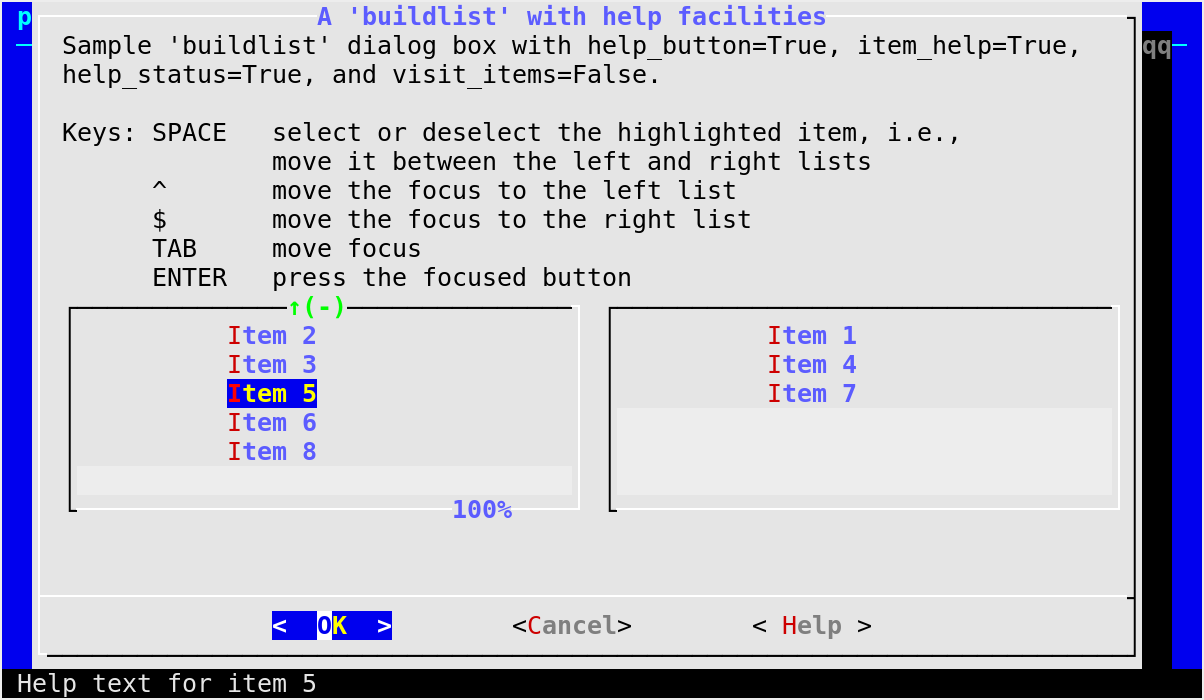 p
A 'buildlist' with help facilities
Sample 'buildlist' dialog box with help_button=True, item_help=True,
qq
help_status=True, and visit_items=False.
Keys: SPACE   select or deselect the highlighted item, i.e.,
move it between the left and right lists
^       move the focus to the left list
$       move the focus to the right list
TAB     move focus
ENTER   press the focused button
↑(-)
Item 2
Item 3
Item 5
Item 6
Item 8
100%
Item 1
Item 4
Item 7
<  OK  >
<Cancel>
< Help >
Help text for item 5